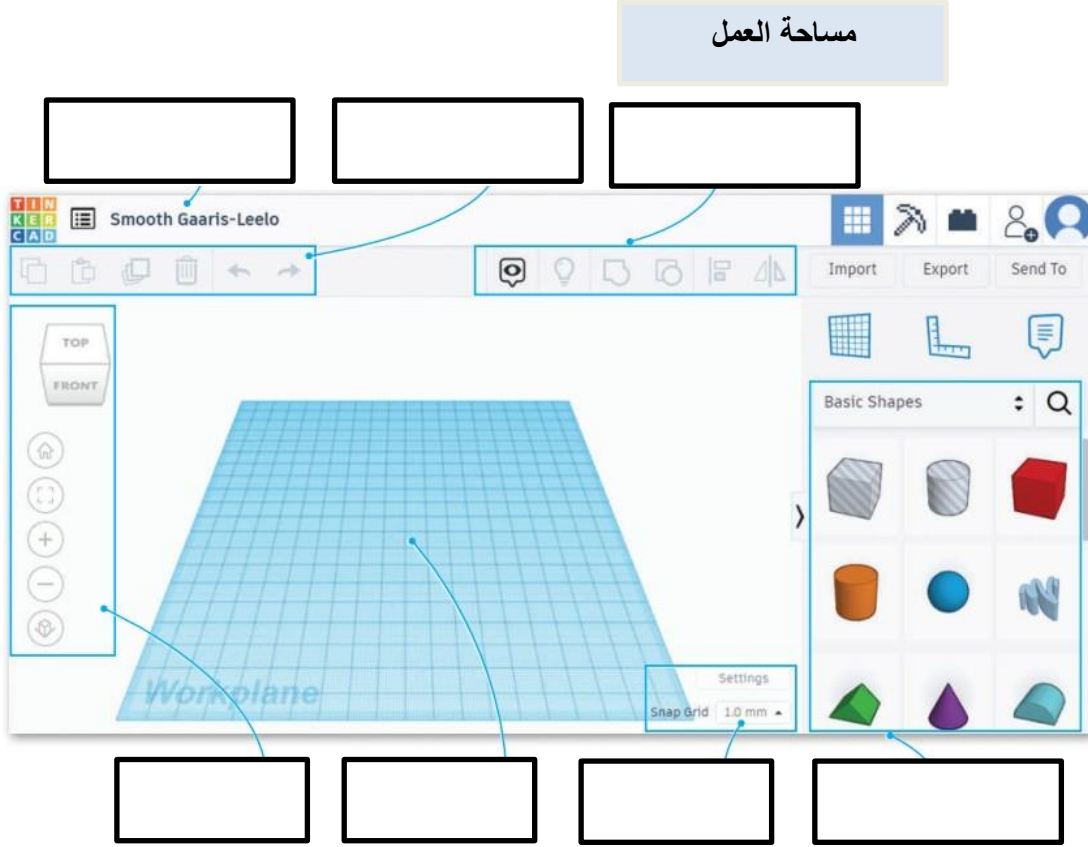 مساحة العمل
TIN
KER
CAD
Smooth Gaaris-Leelo
Import Export Send To
TOP
FRONT
Basic Shapes
Workplane
Settings
Snap Grid 1.0 mm